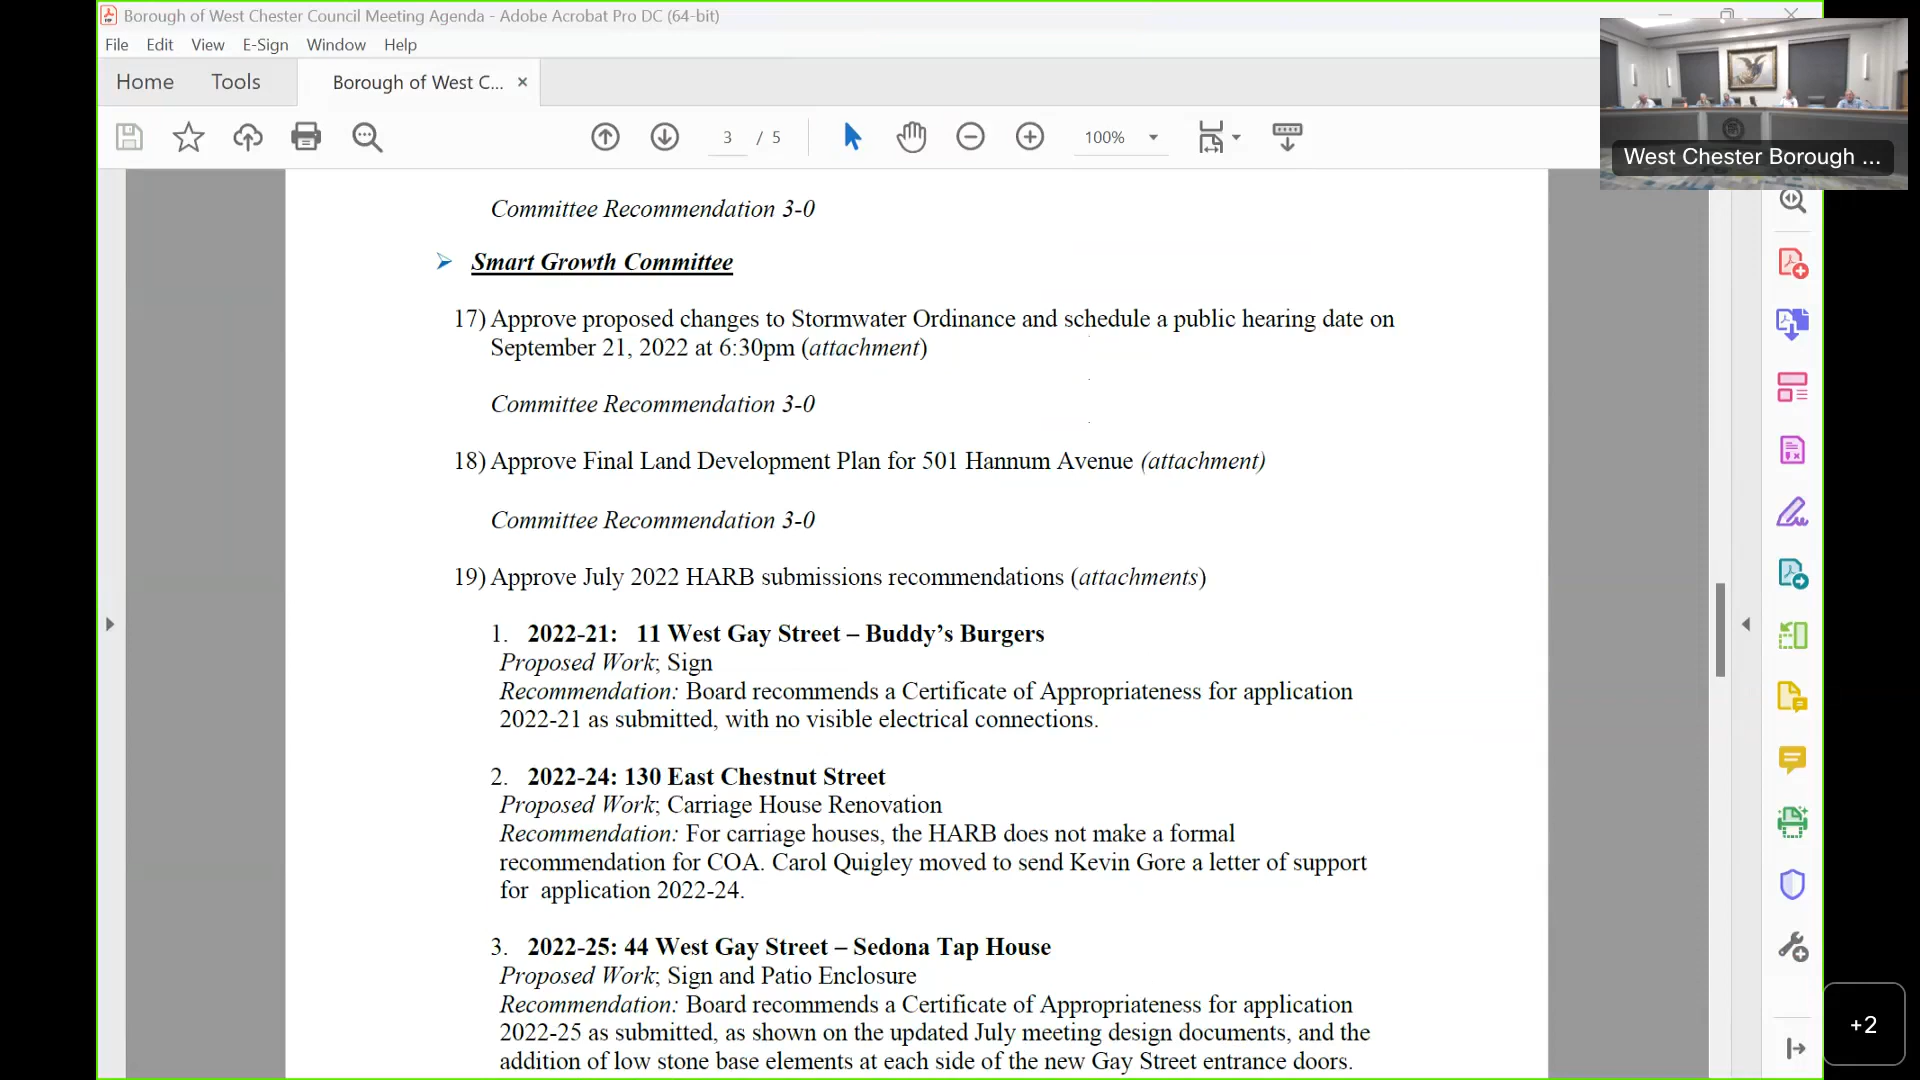 Borough of West Chester Council Meeting Agenda - Adobe Acrobat Pro DC (64-bit)
File Edit View E-Sign Window Help
Home Tools Borough of West C... ×
3 / 5 100%
West Chester Borough ...
Committee Recommendation 3-0
➢ Smart Growth Committee
17) Approve proposed changes to Stormwater Ordinance and schedule a public hearing date on
September 21, 2022 at 6:30pm (attachment)
Committee Recommendation 3-0
18) Approve Final Land Development Plan for 501 Hannum Avenue (attachment)
Committee Recommendation 3-0
19) Approve July 2022 HARB submissions recommendations (attachments)
1. 2022-21: 11 West Gay Street – Buddy’s Burgers
Proposed Work; Sign
Recommendation: Board recommends a Certificate of Appropriateness for application
2022-21 as submitted, with no visible electrical connections.
2. 2022-24: 130 East Chestnut Street
Proposed Work; Carriage House Renovation
Recommendation: For carriage houses, the HARB does not make a formal
recommendation for COA. Carol Quigley moved to send Kevin Gore a letter of support
for application 2022-24.
3. 2022-25: 44 West Gay Street – Sedona Tap House
Proposed Work; Sign and Patio Enclosure
Recommendation: Board recommends a Certificate of Appropriateness for application
2022-25 as submitted, as shown on the updated July meeting design documents, and the
addition of low stone base elements at each side of the new Gay Street entrance doors.
+2